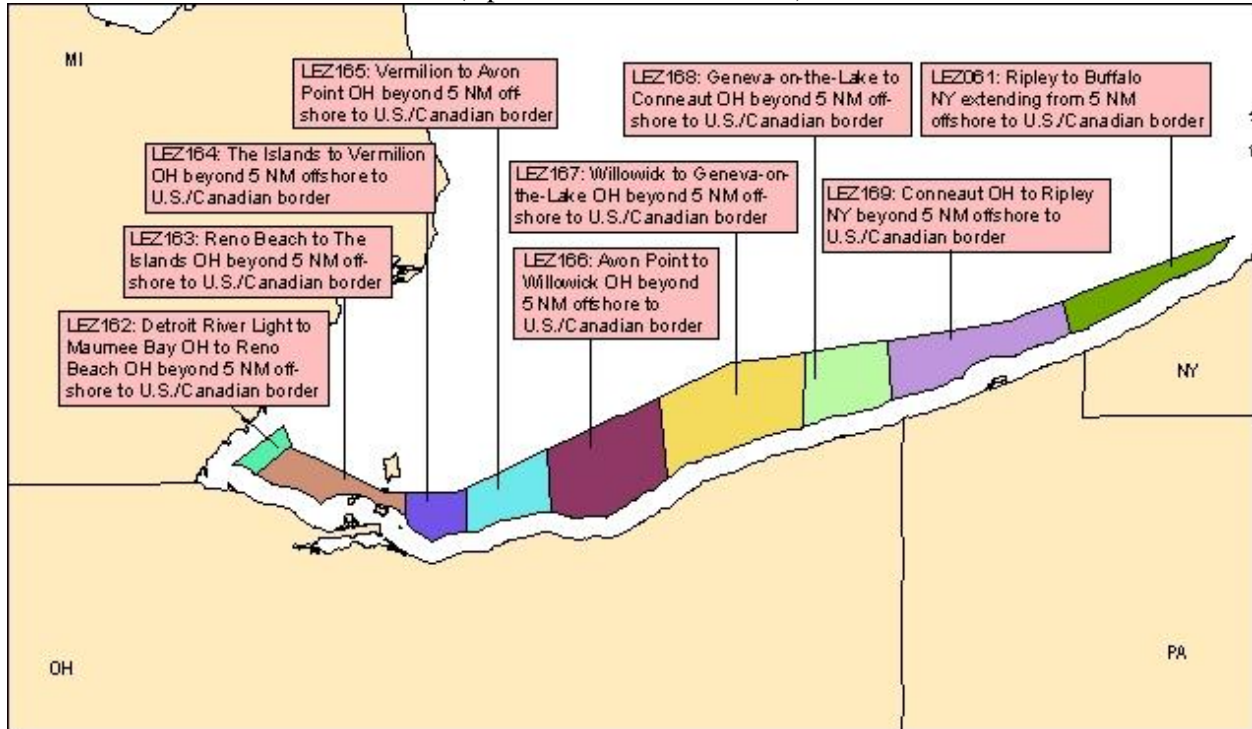 MI
LEZ165: Vermilion to Avon
Point OH beyond 5 NM off-
shore to U.S./Canadian border
LEZ168: Geneva-on-the-Lake to
Conneaut OH beyond 5 NM off-
shore to U.S./Canadian border
LEZ061: Ripley to Buffalo
NY extending from 5 NM
offshore to U.S./Canadian border
LEZ164: The Islands to Vermilion
OH beyond 5 NM offshore to
U.S./Canadian border
LEZ167: Willowick to Geneva-on-
the-Lake OH beyond 5 NM off-
shore to U.S./Canadian border
LEZ169: Conneaut OH to Ripley
NY beyond 5 NM offshore to
U.S./Canadian border
LEZ163: Reno Beach to The
Islands OH beyond 5 NM off-
shore to U.S./Canadian border
LEZ166: Avon Point to
Willowick OH beyond
5 NM offshore to
U.S./Canadian border
LEZ162: Detroit River Light to
Maumee Bay OH to Reno
Beach OH beyond 5 NM off-
shore to U.S./Canadian border
NY
OH
PA